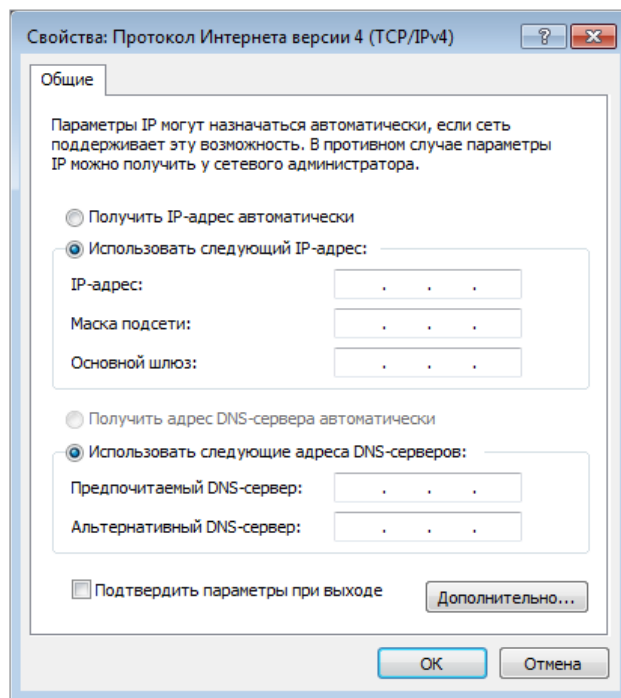 Свойства: Протокол Интернета версии 4 (TCP/IPv4)
Общие
Параметры IP могут назначаться автоматически, если сеть
поддерживает эту возможность. В противном случае параметры
IP можно получить у сетевого администратора.
Получить IP-адрес автоматически
Использовать следующий IP-адрес:
IP-адрес: . . .
Маска подсети: . . .
Основной шлюз: . . .
Получить адрес DNS-сервера автоматически
Использовать следующие адреса DNS-серверов:
Предпочитаемый DNS-сервер: . . .
Альтернативный DNS-сервер: . . .
Подтвердить параметры при выходе
Дополнительно...
ОК
Отмена